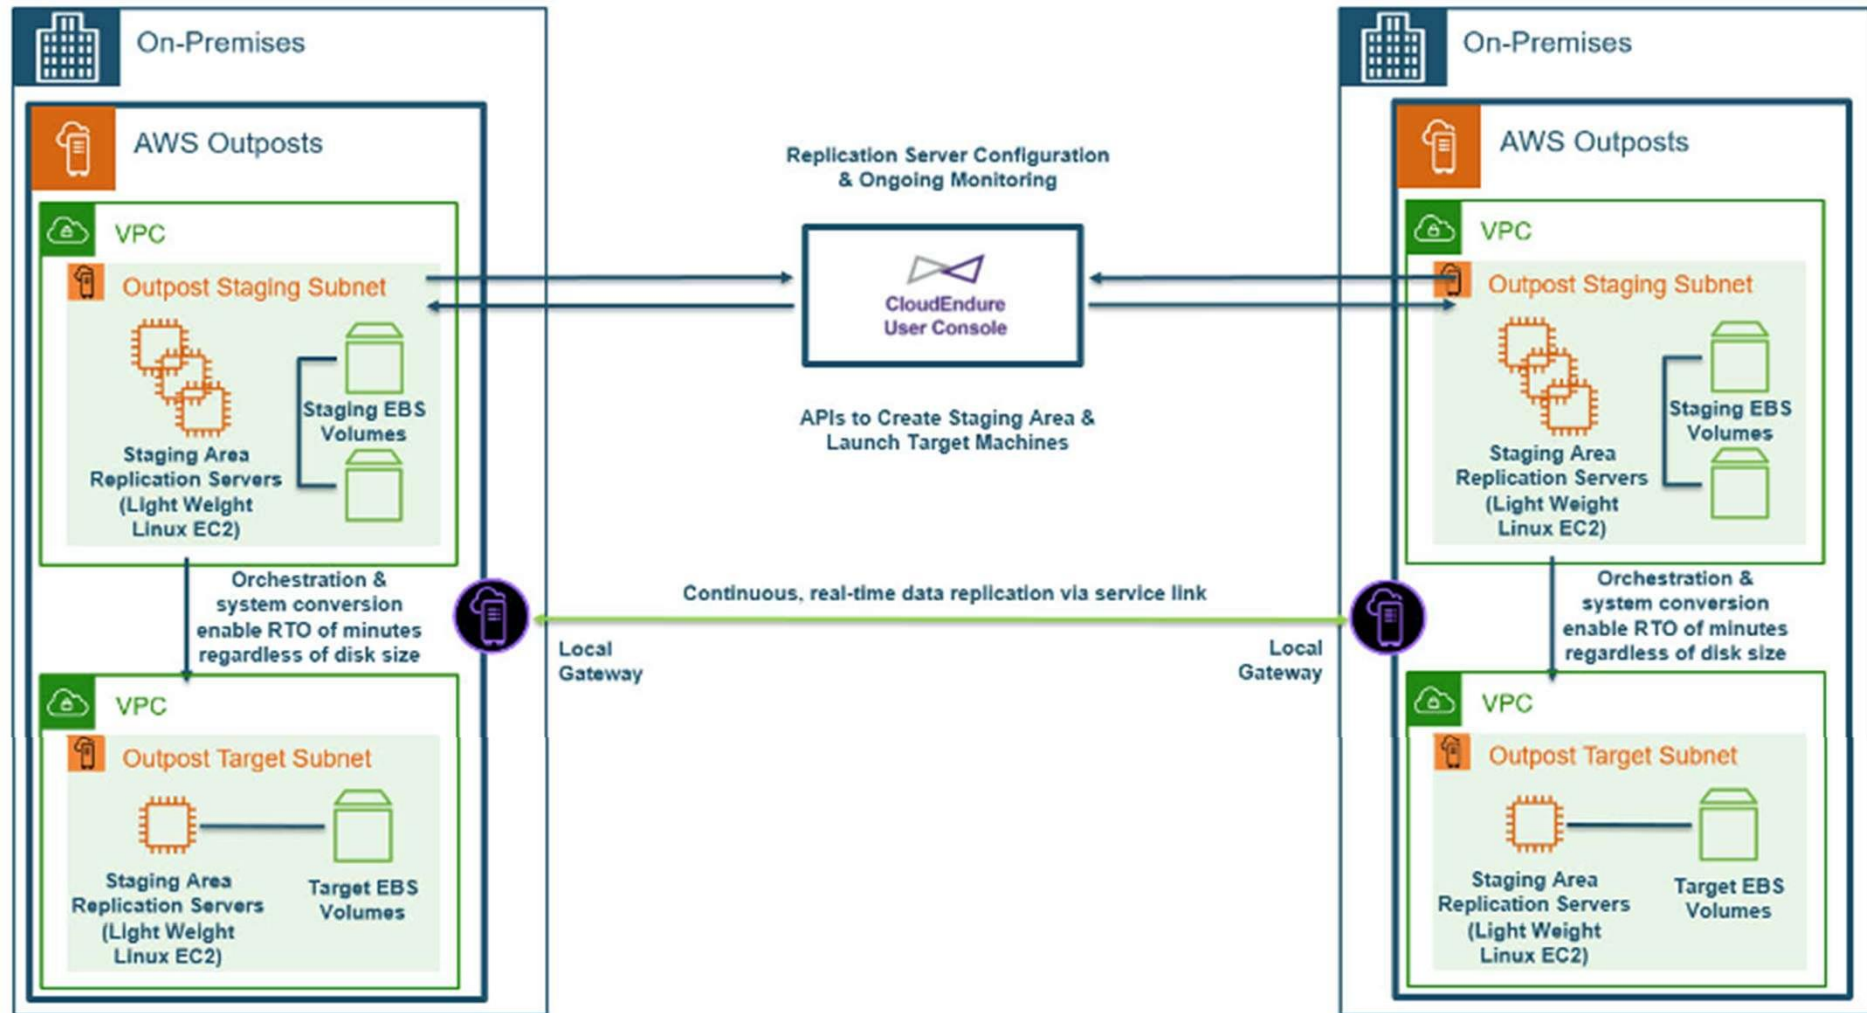 On-Premises
AWS Outposts
VPC
Outpost Staging Subnet
Staging EBS
Volumes
Staging Area
Replication Servers
(Light Weight
Linux EC2)
Orchestration &
system conversion
enable RTO of minutes
regardless of disk size
VPC
Outpost Target Subnet
Staging Area
Replication Servers
(Light Weight
Linux EC2)
Target EBS
Volumes
Replication Server Configuration
& Ongoing Monitoring
CloudEndure
User Console
APIs to Create Staging Area &
Launch Target Machines
Continuous, real-time data replication via service link
Local
Gateway
Local
Gateway
On-Premises
AWS Outposts
VPC
Outpost Staging Subnet
Staging EBS
Volumes
Staging Area
Replication Servers
(Light Weight
Linux EC2)
Orchestration &
system conversion
enable RTO of minutes
regardless of disk size
VPC
Outpost Target Subnet
Staging Area
Replication Servers
(Light Weight
Linux EC2)
Target EBS
Volumes